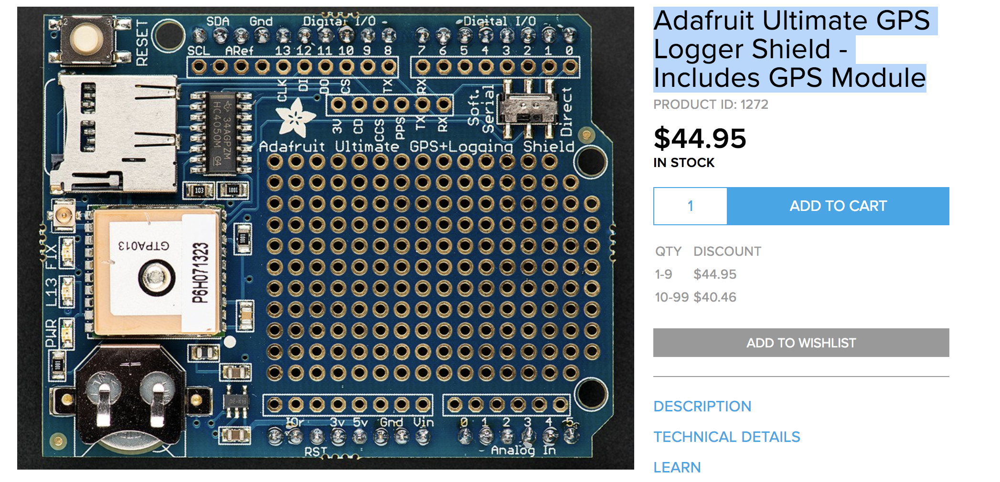 SDA Gnd Digital I/O Digital I/O
2 3
RESET
SCL ARef 13 12 11 10 9 8 7 6 5 4 3 2 1 0
CLK DI DO CS TX RX
Soft. Serial Direct
3V CD CCS PPS TX RX
34AGPZM
HC4050M G4
Adafruit Ultimate GPS+Logging Shield
103 1001
1001
GTPA013
P6H071323
FIX
L13
PWR
1001
IOr 3v 5v Gnd Vin 0 1 2 3 4 5
RST Analog In
Adafruit Ultimate GPS
Logger Shield -
Includes GPS Module
PRODUCT ID: 1272
$44.95
IN STOCK
1 ADD TO CART
QTY DISCOUNT
1-9 $44.95
10-99 $40.46
ADD TO WISHLIST
DESCRIPTION
TECHNICAL DETAILS
LEARN